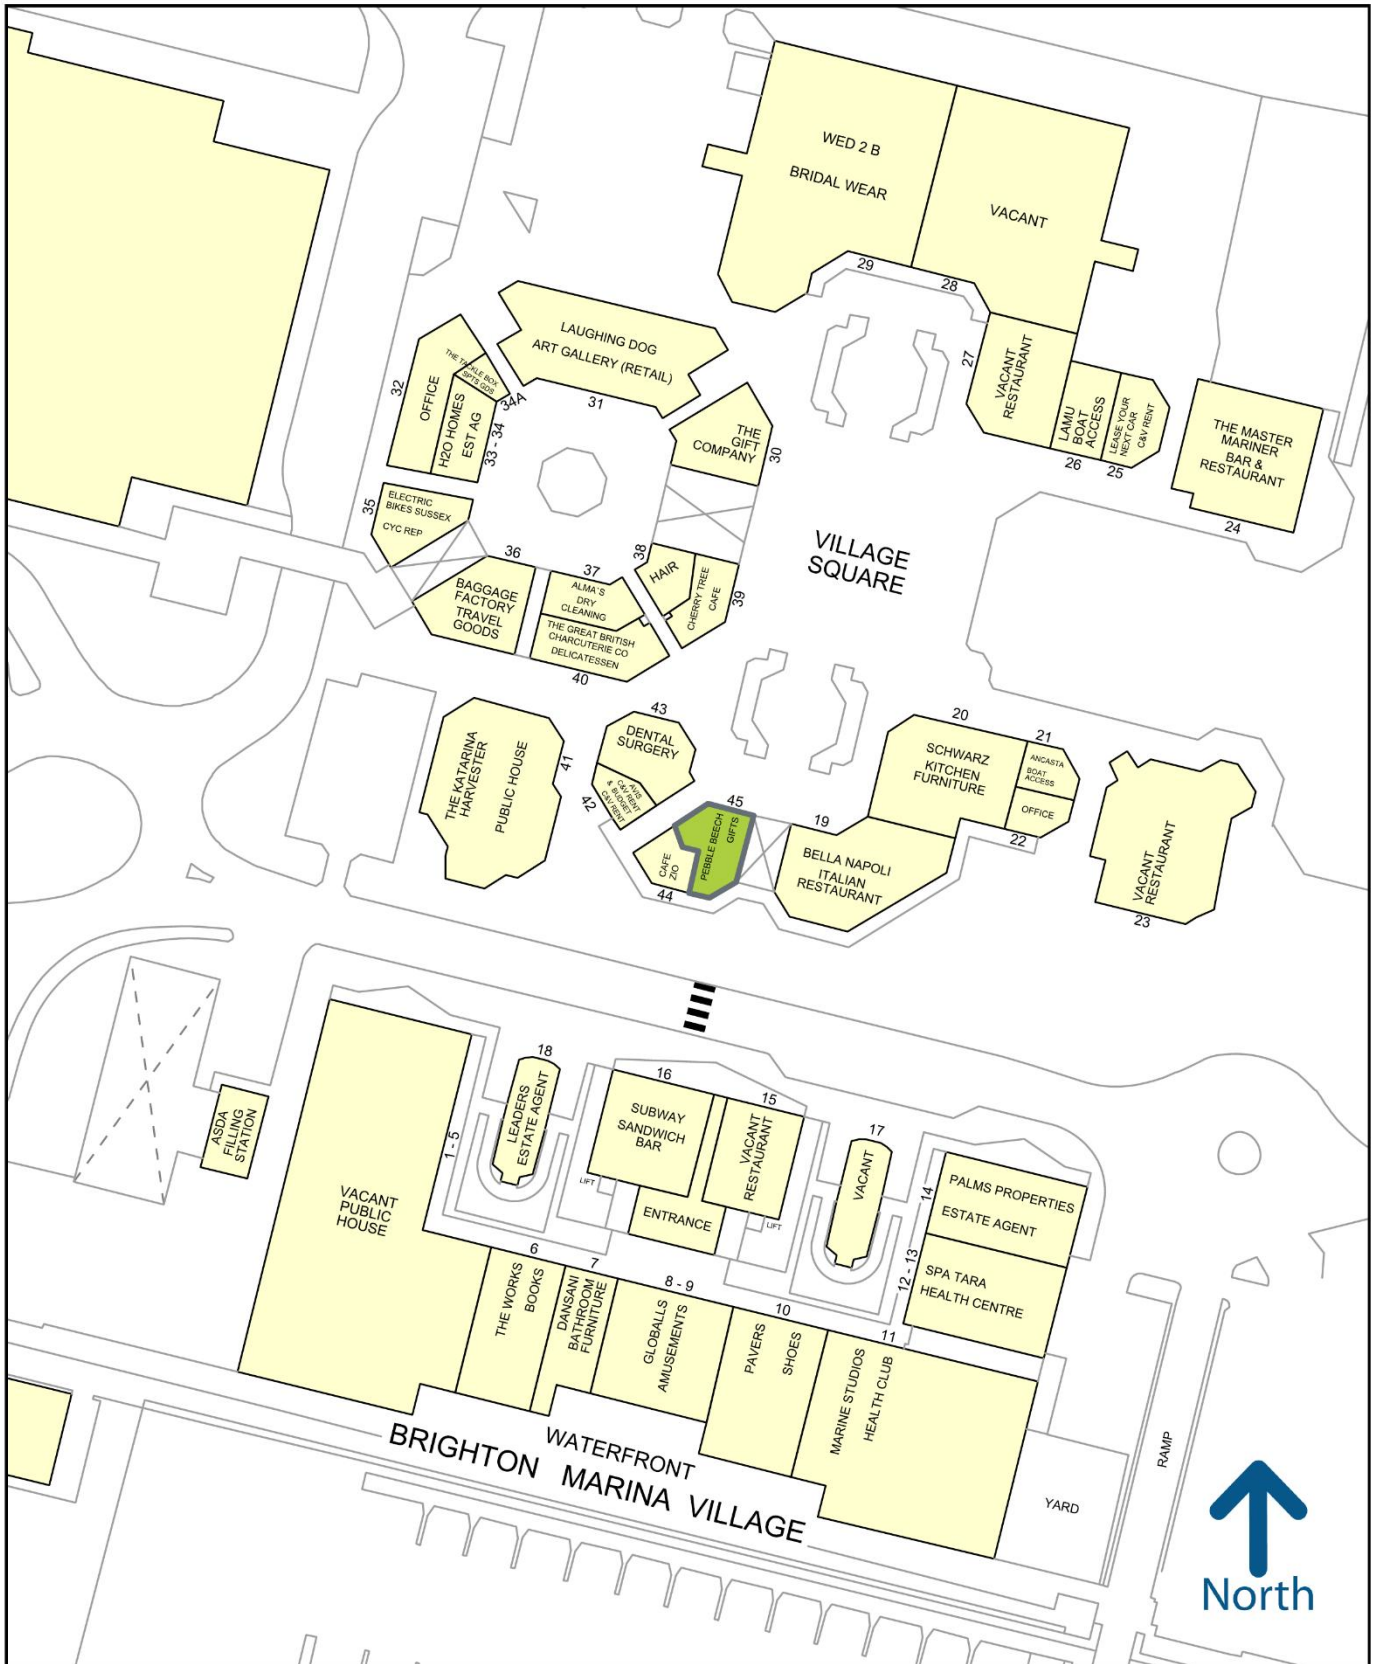 WED 2 B
BRIDAL WEAR
VACANT
29
28
27
VACANT
RESTAURANT
LAMU
BOAT
ACCESS
26
LEASE YOUR
NEXT CAR
C&V RENT
25
THE MASTER
MARINER
BAR &
RESTAURANT
24
LAUGHING DOG
ART GALLERY (RETAIL)
31
32
OFFICE
THE TACKLE BOX
SPTS GDS
34A
H2O HOMES
EST AG
33 - 34
THE
GIFT
COMPANY
30
35
ELECTRIC
BIKES SUSSEX
CYC REP
36
BAGGAGE
FACTORY
TRAVEL
GOODS
37
ALMA'S
DRY
CLEANING
THE GREAT BRITISH
CHARCUTERIE CO
DELICATESSEN
40
38
HAIR
CHERRY TREE
CAFE
39
VILLAGE
SQUARE
THE KATARINA
HARVESTER
PUBLIC HOUSE
41
43
DENTAL
SURGERY
42
AVIS
C&V RENT
& BUDGET
C&V RENT
45
PEBBLE BEECH
GIFTS
CAFE
ZIO
44
19
BELLA NAPOLI
ITALIAN
RESTAURANT
20
SCHWARZ
KITCHEN
FURNITURE
21
ANCASTA
BOAT
ACCESS
OFFICE
22
VACANT
RESTAURANT
23
ASDA
FILLING
STATION
VACANT
PUBLIC
HOUSE
1 - 5
18
LEADERS
ESTATE AGENT
16
SUBWAY
SANDWICH
BAR
LIFT
ENTRANCE
15
VACANT
RESTAURANT
LIFT
17
VACANT
14
PALMS PROPERTIES
ESTATE AGENT
12 - 13
SPA TARA
HEALTH CENTRE
6
THE WORKS
BOOKS
7
DANSANI
BATHROOM
FURNITURE
8 - 9
GLOBALLS
AMUSEMENTS
10
PAVERS
SHOES
11
MARINE STUDIOS
HEALTH CLUB
WATERFRONT
BRIGHTON MARINA VILLAGE
YARD
RAMP
North